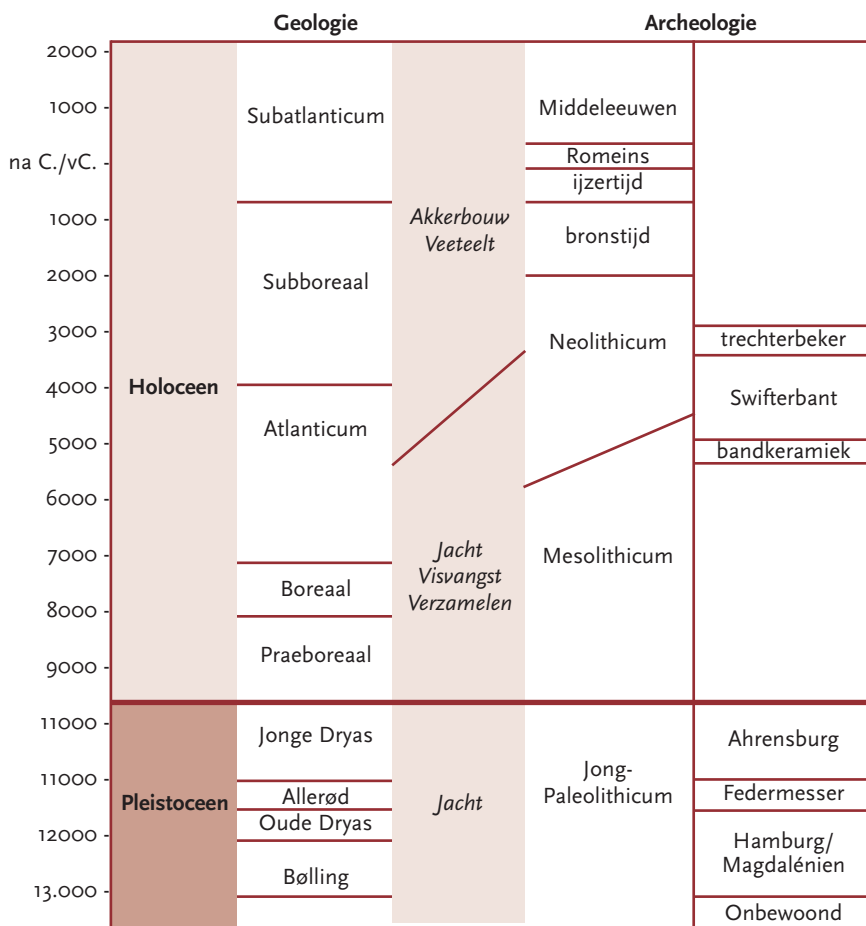 Geologie
Archeologie
2000
1000
na C./vC.
1000
2000
3000
4000
5000
6000
7000
8000
9000
11000
11000
12000
13.000
Holoceen
Pleistoceen
Subatlanticum
Subboreaal
Atlanticum
Boreaal
Praeboreaal
Jonge Dryas
Allerød
Oude Dryas
Bølling
Akkerbouw
Veeteelt
Jacht
Visvangst
Verzamelen
Jacht
Middeleeuwen
Romeins
ijzertijd
bronstijd
Neolithicum
Mesolithicum
Jong-
Paleolithicum
trechterbeker
Swifterbant
bandkeramiek
Ahrensburg
Federmesser
Hamburg/
Magdalénien
Onbewoond